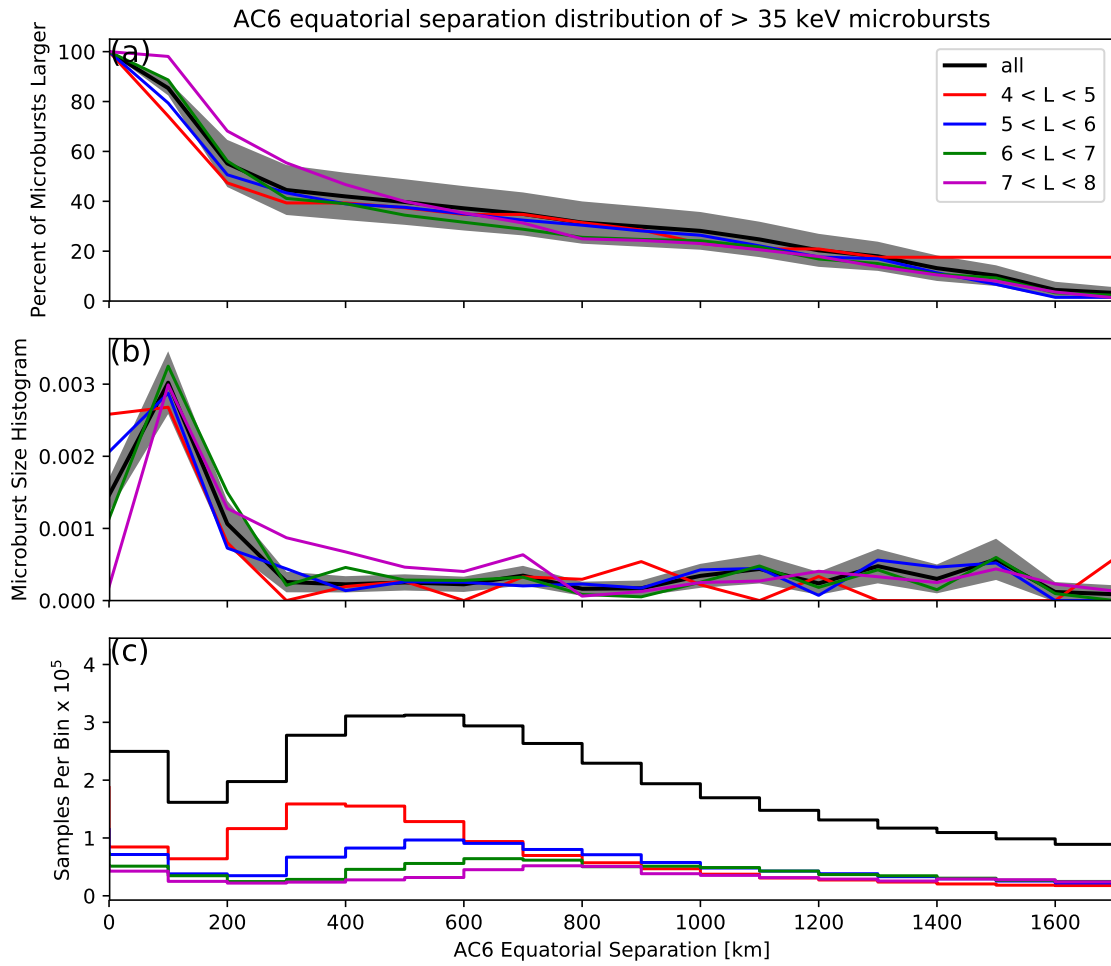 AC6 equatorial separation distribution of > 35 keV microbursts
(a)
Percent of Microbursts Larger
100
80
60
40
20
0
all
4 < L < 5
5 < L < 6
6 < L < 7
7 < L < 8
(b)
Microburst Size Histogram
0.003
0.002
0.001
0.000
(c)
Samples Per Bin x 10⁵
4
3
2
1
0
0 200 400 600 800 1000 1200 1400 1600
AC6 Equatorial Separation [km]